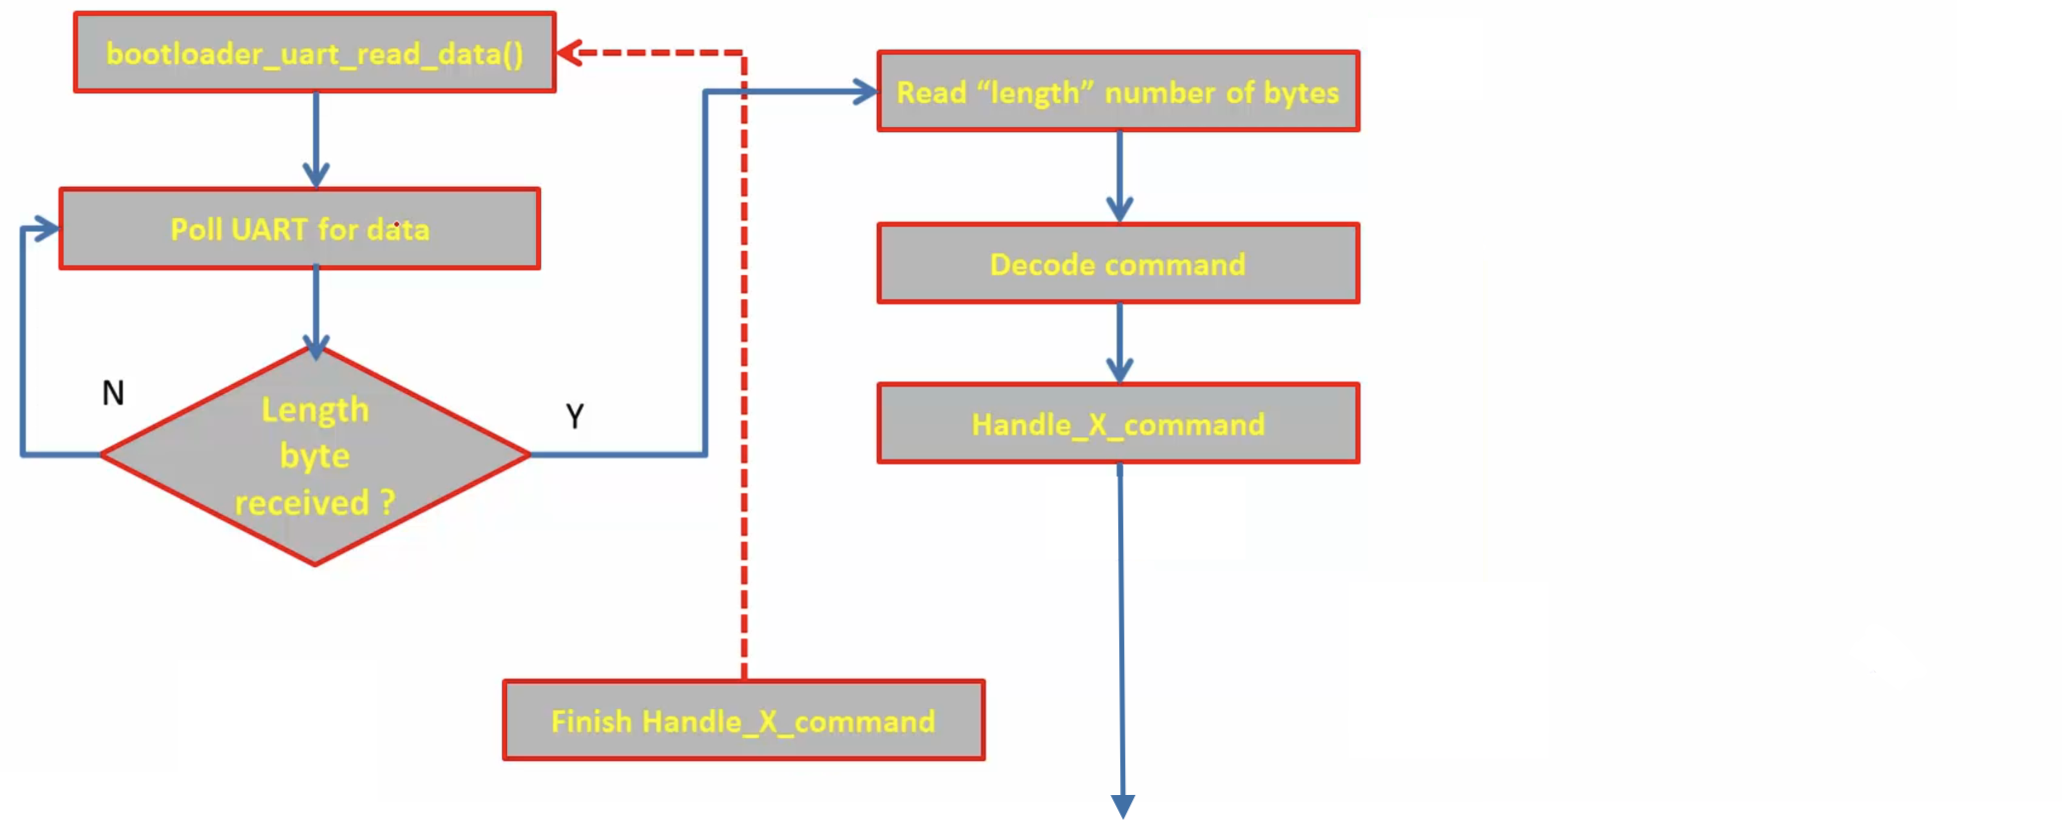 bootloader_uart_read_data()
Poll UART for data
N
Length
byte
received ?
Y
Read “length” number of bytes
Decode command
Handle_X_command
Finish Handle_X_command